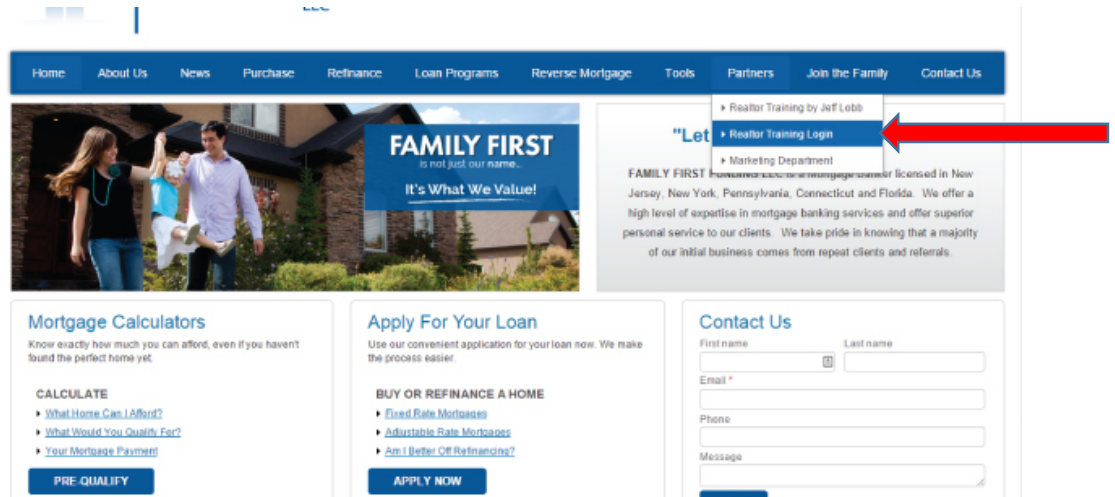 LLC
Home About Us News Purchase Refinance Loan Programs Reverse Mortgage Tools Partners Join the Family Contact Us
Realtor Training by Jeff Lobb
Realtor Training Login
Marketing Department
FAMILY FIRST
is not just our name...
It's What We Value!
"Let
FAMILY FIRST FUNDING LLC is a mortgage banker licensed in New
Jersey, New York, Pennsylvania, Connecticut and Florida. We offer a
high level of expertise in mortgage banking services and offer superior
personal service to our clients. We take pride in knowing that a majority
of our initial business comes from repeat clients and referrals.
Mortgage Calculators
Know exactly how much you can afford, even if you haven't
found the perfect home yet.
CALCULATE
What Home Can I Afford?
What Would You Qualify For?
Your Mortgage Payment
PRE-QUALIFY
Apply For Your Loan
Use our convenient application for your loan now. We make
the process easier.
BUY OR REFINANCE A HOME
Fixed Rate Mortgages
Adjustable Rate Mortgages
Am I Better Off Refinancing?
APPLY NOW
Contact Us
First name Last name
Email *
Phone
Message